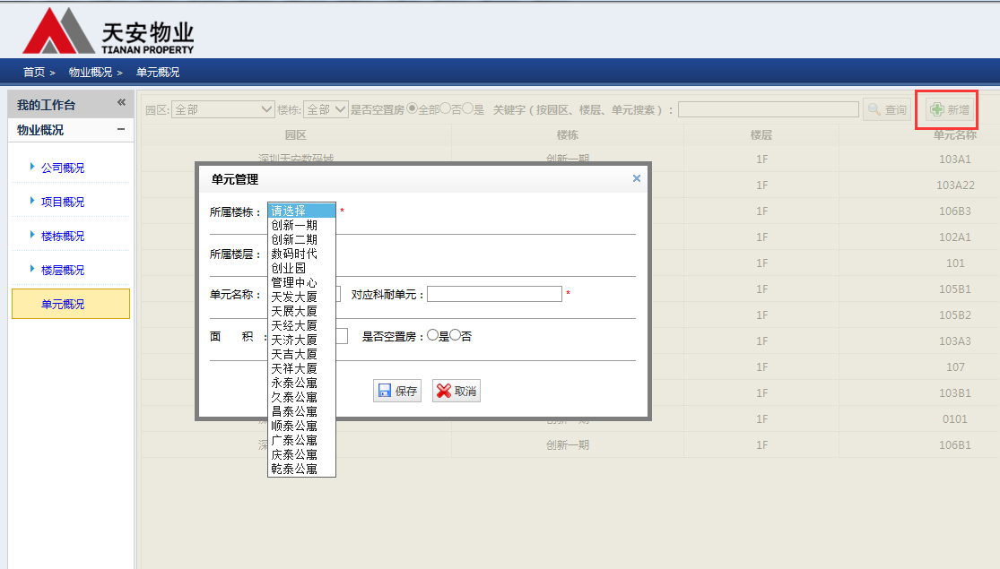 天安物业
TIANAN PROPERTY
首页 > 物业概况 > 单元概况
我的工作台 «
物业概况
公司概况
项目概况
楼栋概况
楼层概况
单元概况
园区: 全部 楼栋: 全部 是否空置房 全部 否 是 关键字（按园区、楼层、单元搜索）： 查询 新增
园区 楼栋 楼层 单元名称
深圳天安数码城 创新一期 1F 103A1
1F 103A22
1F 106B3
1F 102A1
1F 101
1F 105B1
1F 105B2
1F 103A3
1F 107
1F 103B1
创新一期 1F 0101
深 创新一期 1F 106B1
单元管理
所属楼栋： 请选择 *
创新一期
创新二期
数码时代
创业园
管理中心
天发大厦
天展大厦
天经大厦
天济大厦
天吉大厦
天祥大厦
永泰公寓
久泰公寓
昌泰公寓
顺泰公寓
广泰公寓
庆泰公寓
乾泰公寓
所属楼层：
单元名称： 对应科耐单元： *
面 积： 是否空置房： 是 否
保存 取消